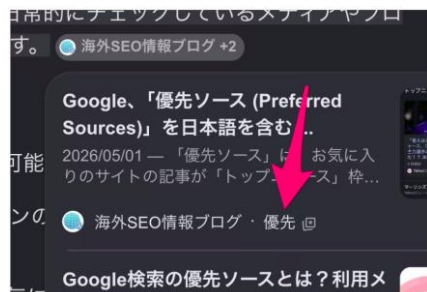 日常的にチェックしているメディアやブロ
す。 海外SEO情報ブログ +2
Google、「優先ソース (Preferred
Sources)」を日本語を含む ...
2026/05/01 — 「優先ソース」は、お気に入
可能
りのサイトの記事が「トップニュース」枠...
ンの
海外SEO情報ブログ · 優先
Google検索の優先ソースとは？利用メ